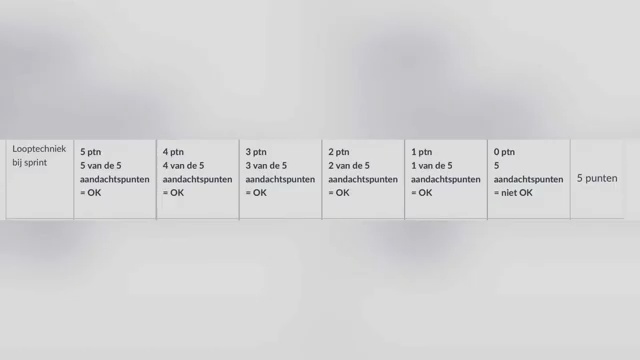 Looptechniek
bij sprint
5 ptn
5 van de 5
aandachtspunten
= OK
4 ptn
4 van de 5
aandachtspunten
= OK
3 ptn
3 van de 5
aandachtspunten
= OK
2 ptn
2 van de 5
aandachtspunten
= OK
1 ptn
1 van de 5
aandachtspunten
= OK
0 ptn
5
aandachtspunten
= niet OK
5 punten